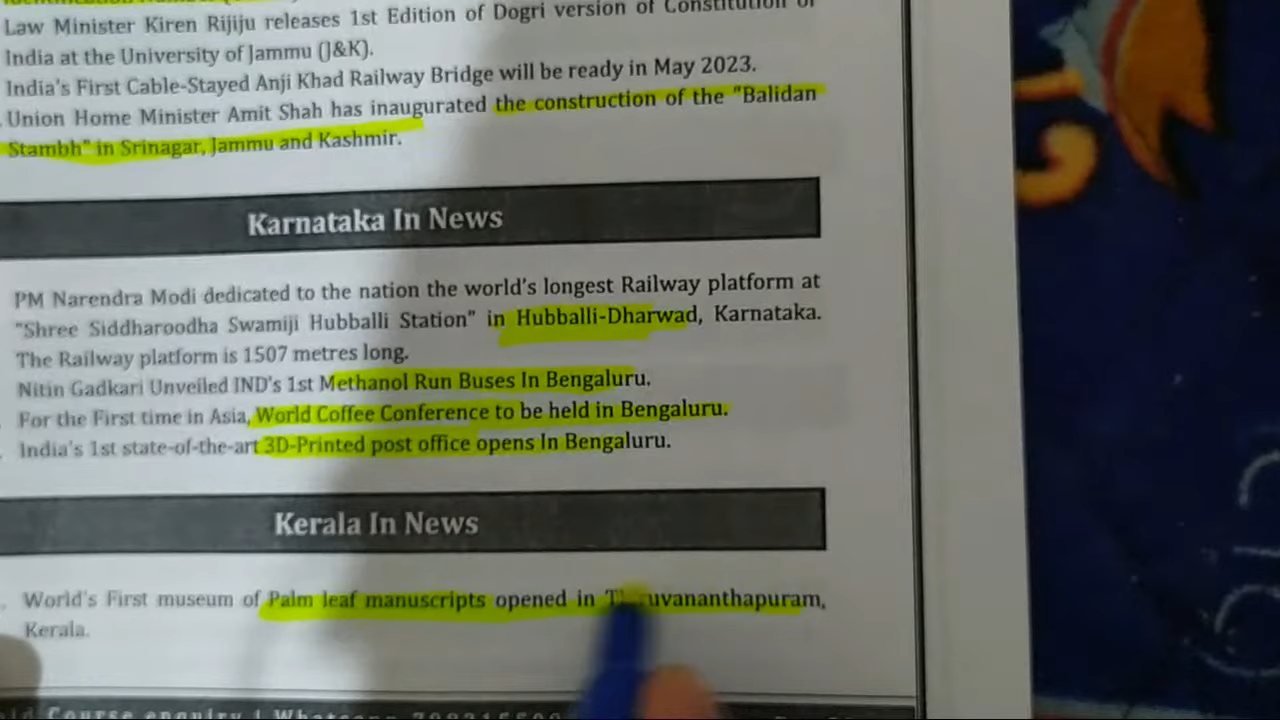 Law Minister Kiren Rijiju releases 1st Edition of Dogri version of Constitution of
India at the University of Jammu (J&K).
India's First Cable-Stayed Anji Khad Railway Bridge will be ready in May 2023.
Union Home Minister Amit Shah has inaugurated the construction of the "Balidan
Stambh" in Srinagar, Jammu and Kashmir.
Karnataka In News
PM Narendra Modi dedicated to the nation the world's longest Railway platform at
"Shree Siddharoodha Swamiji Hubballi Station" in Hubballi-Dharwad, Karnataka.
The Railway platform is 1507 metres long.
Nitin Gadkari Unveiled IND's 1st Methanol Run Buses In Bengaluru.
For the First time in Asia, World Coffee Conference to be held in Bengaluru.
India's 1st state-of-the-art 3D-Printed post office opens In Bengaluru.
Kerala In News
World's First museum of Palm leaf manuscripts opened in Thiruvananthapuram,
Kerala.
Course enquiry | Whatsapp